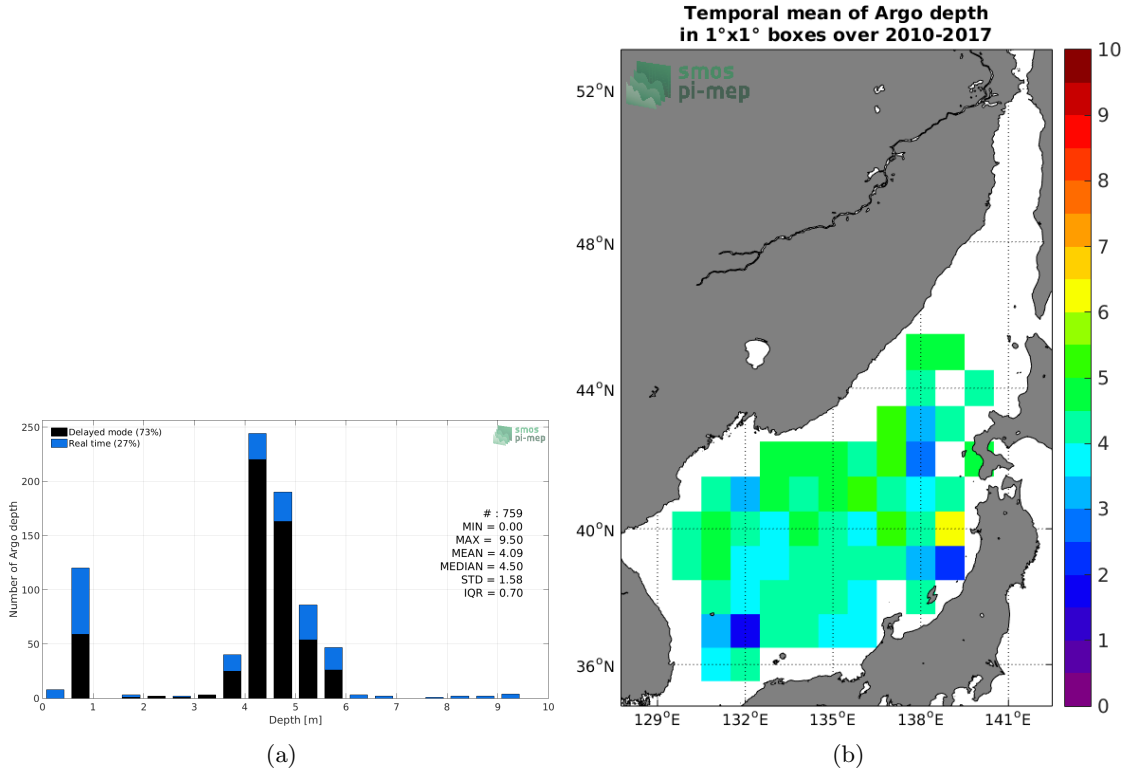 Temporal mean of Argo depth
in 1°x1° boxes over 2010-2017
smos
pi-mep
52°N
48°N
44°N
40°N
36°N
129°E 132°E 135°E 138°E 141°E
10
9
8
7
6
5
4
3
2
1
0
(b)
250
200
150
100
50
0
Number of Argo depth
Delayed mode (73%)
Real time (27%)
smos
pi-mep
# : 759
MIN = 0.00
MAX = 9.50
MEAN = 4.09
MEDIAN = 4.50
STD = 1.58
IQR = 0.70
0 1 2 3 4 5 6 7 8 9 10
Depth [m]
(a)